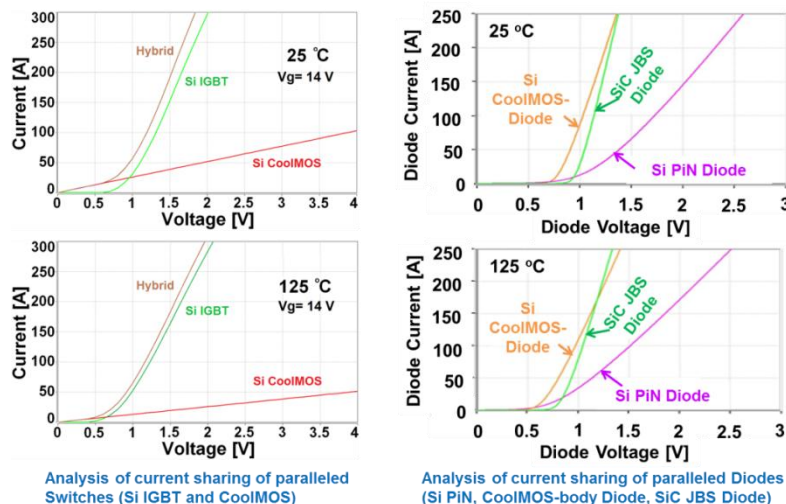 300
250
200
150
100
50
0
Current [A]
Hybrid
Si IGBT
25 °C
Vg= 14 V
Si CoolMOS
0 0.5 1 1.5 2 2.5 3 3.5 4
Voltage [V]
250
200
150
100
50
0
Diode Current [A]
25 °C
Si
CoolMOS-
Diode
SiC JBS
Diode
Si PiN Diode
0 1 1.5 2 2.5 3
Diode Voltage [V]
300
250
200
150
100
50
0
Current [A]
Hybrid
Si IGBT
125 °C
Vg= 14 V
Si CoolMOS
0 0.5 1 1.5 2 2.5 3 3.5 4
Voltage [V]
250
200
150
100
50
0
Diode Current [A]
125 °C
Si
CoolMOS-
Diode
SiC JBS
Diode
Si PiN Diode
0 0.5 1 1.5 2 2.5 3.0
Diode Voltage [V]
Analysis of current sharing of paralleled
Switches (Si IGBT and CoolMOS)
Analysis of current sharing of paralleled Diodes
(Si PiN, CoolMOS-body Diode, SiC JBS Diode)